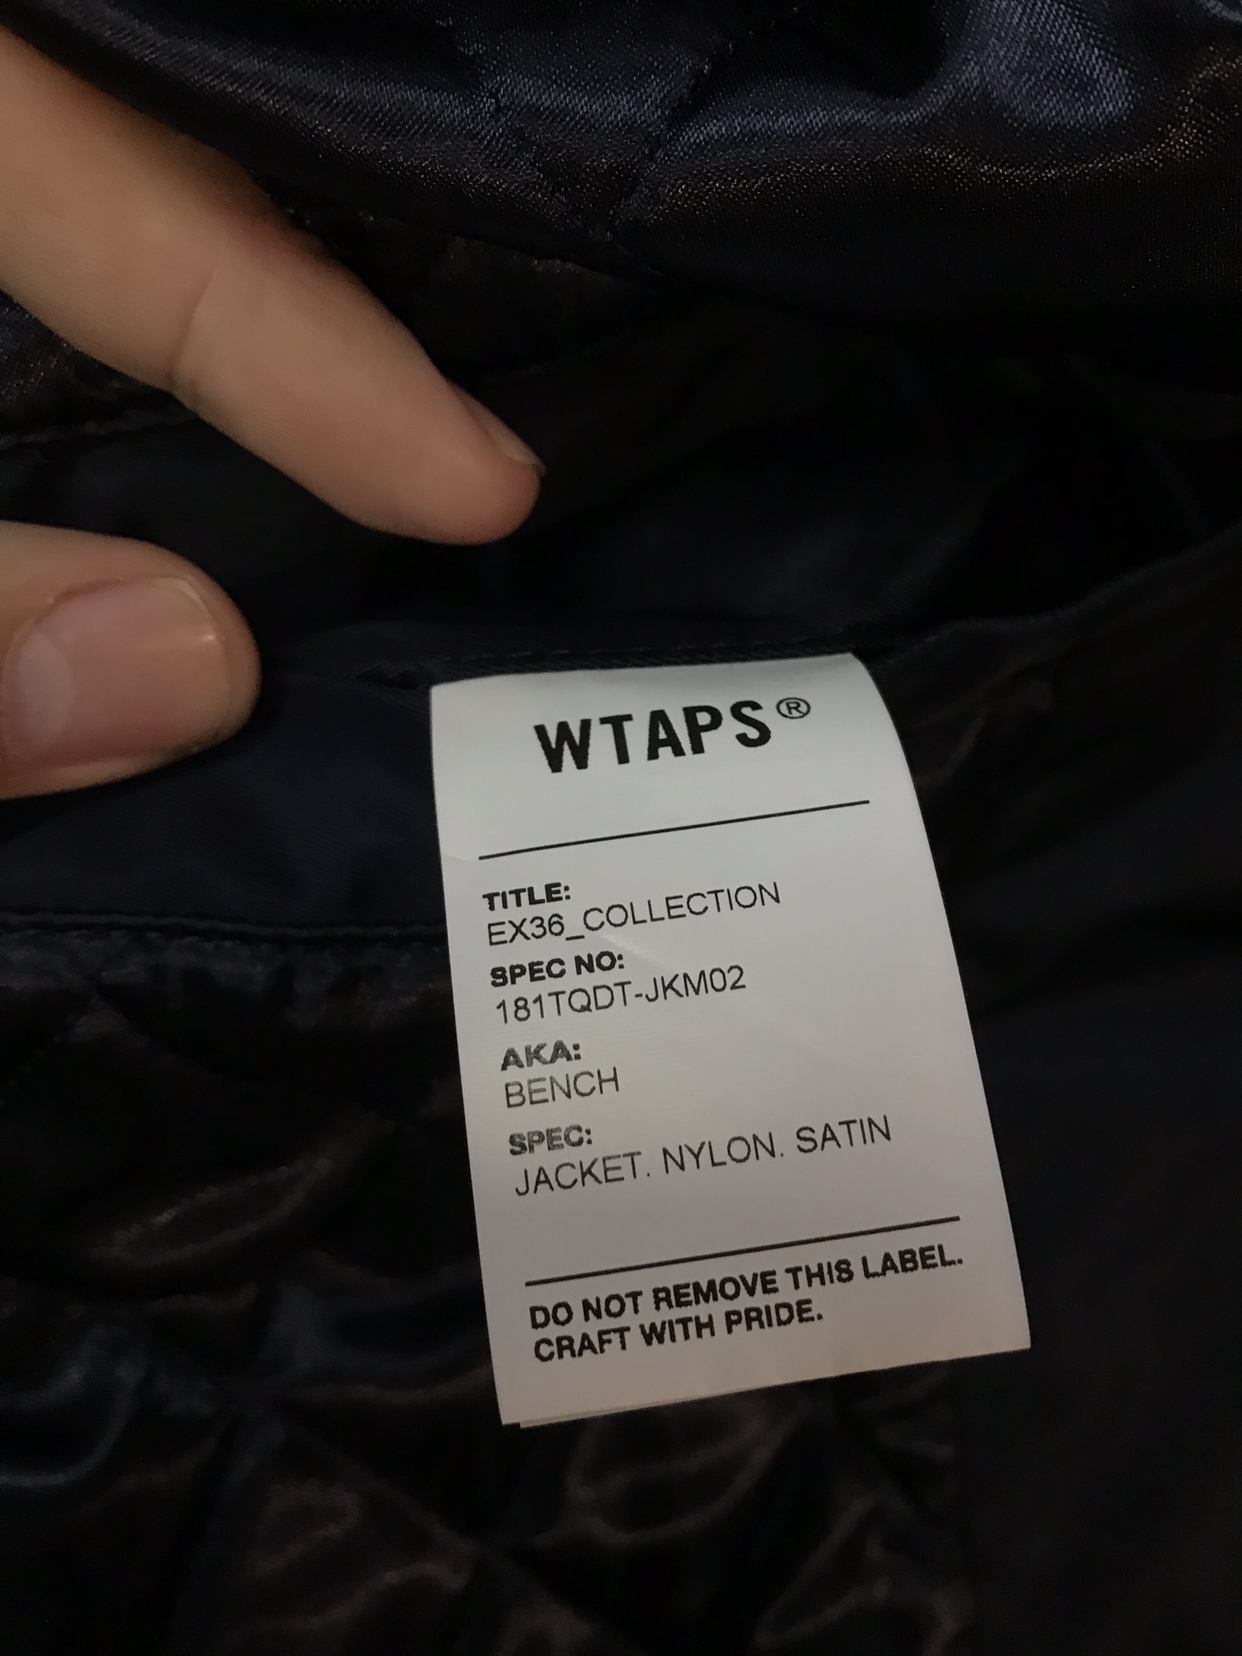 WTAPS®
TITLE:
EX36_COLLECTION
SPEC NO:
181TQDT-JKM02
AKA:
BENCH
SPEC:
JACKET. NYLON. SATIN
DO NOT REMOVE THIS LABEL.
CRAFT WITH PRIDE.